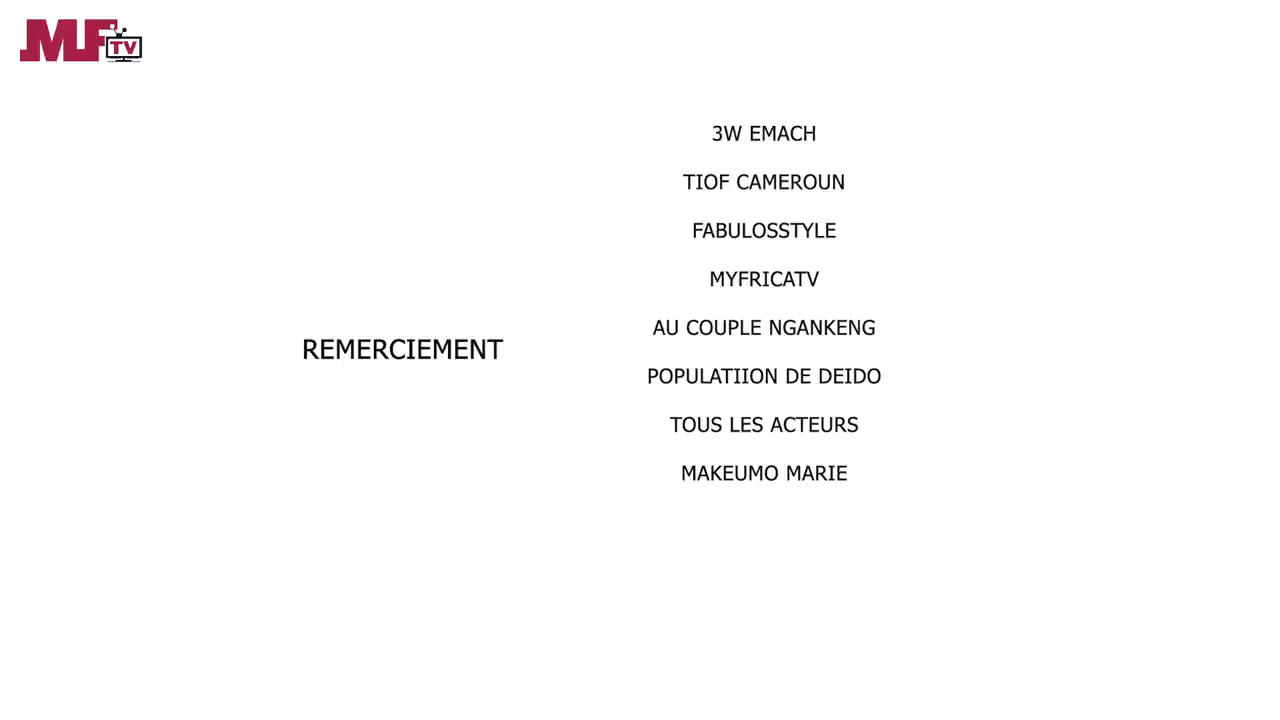 MF TV
3W EMACH
TIOF CAMEROUN
FABULOSSTYLE
MYFRICATV
AU COUPLE NGANKENG
REMERCIEMENT
POPULATIION DE DEIDO
TOUS LES ACTEURS
MAKEUMO MARIE